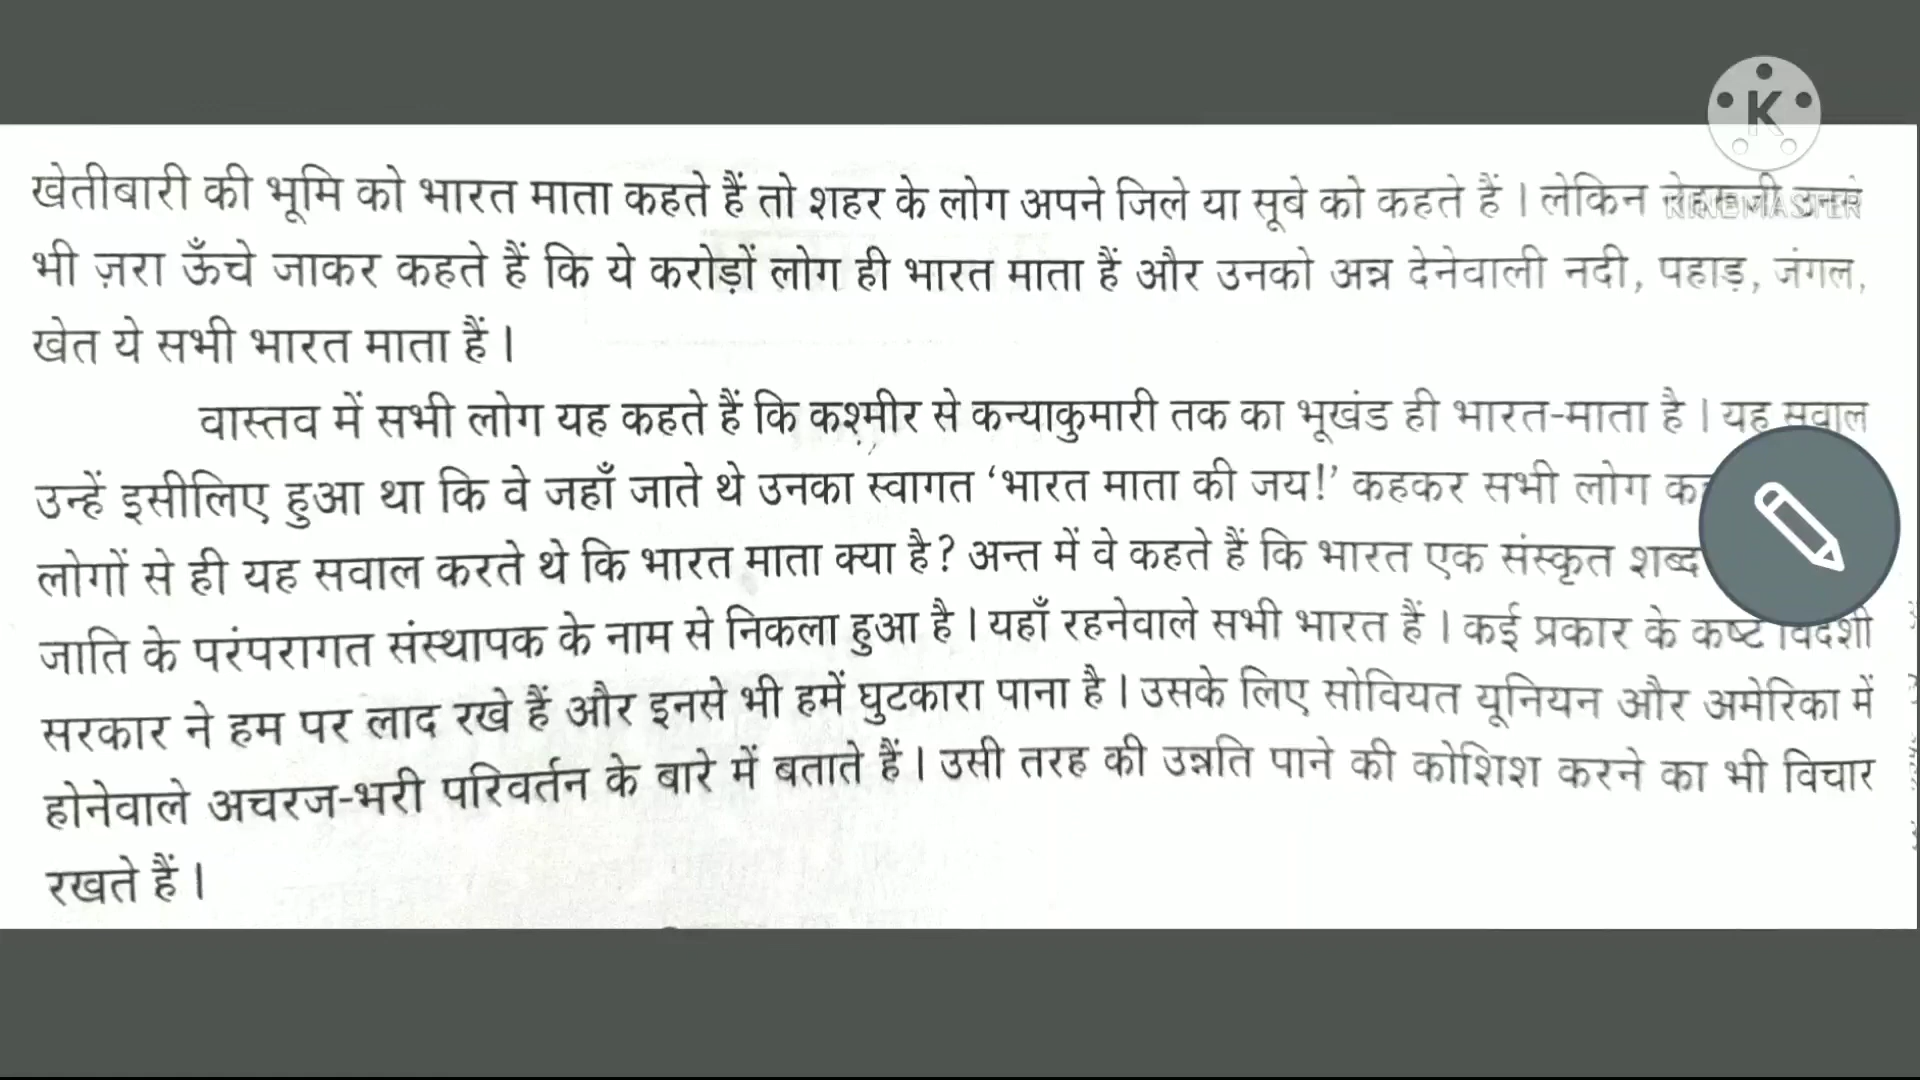 K
KINEMASTER
खेतीबारी की भूमि को भारत माता कहते हैं तो शहर के लोग अपने जिले या सूबे को कहते हैं । लेकिन नेहरूजी उनसे
भी ज़रा ऊँचे जाकर कहते हैं कि ये करोड़ों लोग ही भारत माता हैं और उनको अन्न देनेवाली नदी, पहाड़, जंगल,
खेत ये सभी भारत माता हैं ।
वास्तव में सभी लोग यह कहते हैं कि कश्मीर से कन्याकुमारी तक का भूखंड ही भारत-माता है । यह सवाल
उन्हें इसीलिए हुआ था कि वे जहाँ जाते थे उनका स्वागत ‘भारत माता की जय!’ कहकर सभी लोग
लोगों से ही यह सवाल करते थे कि भारत माता क्या है? अन्त में वे कहते हैं कि भारत एक संस्कृत शब्द
जाति के परंपरागत संस्थापक के नाम से निकला हुआ है । यहाँ रहनेवाले सभी भारत हैं । कई प्रकार के कष्ट विदेशी
सरकार ने हम पर लाद रखे हैं और इनसे भी हमें घुटकारा पाना है । उसके लिए सोवियत यूनियन और अमेरिका में
होनेवाले अचरज-भरी परिवर्तन के बारे में बताते हैं । उसी तरह की उन्नति पाने की कोशिश करने का भी विचार
रखते हैं ।